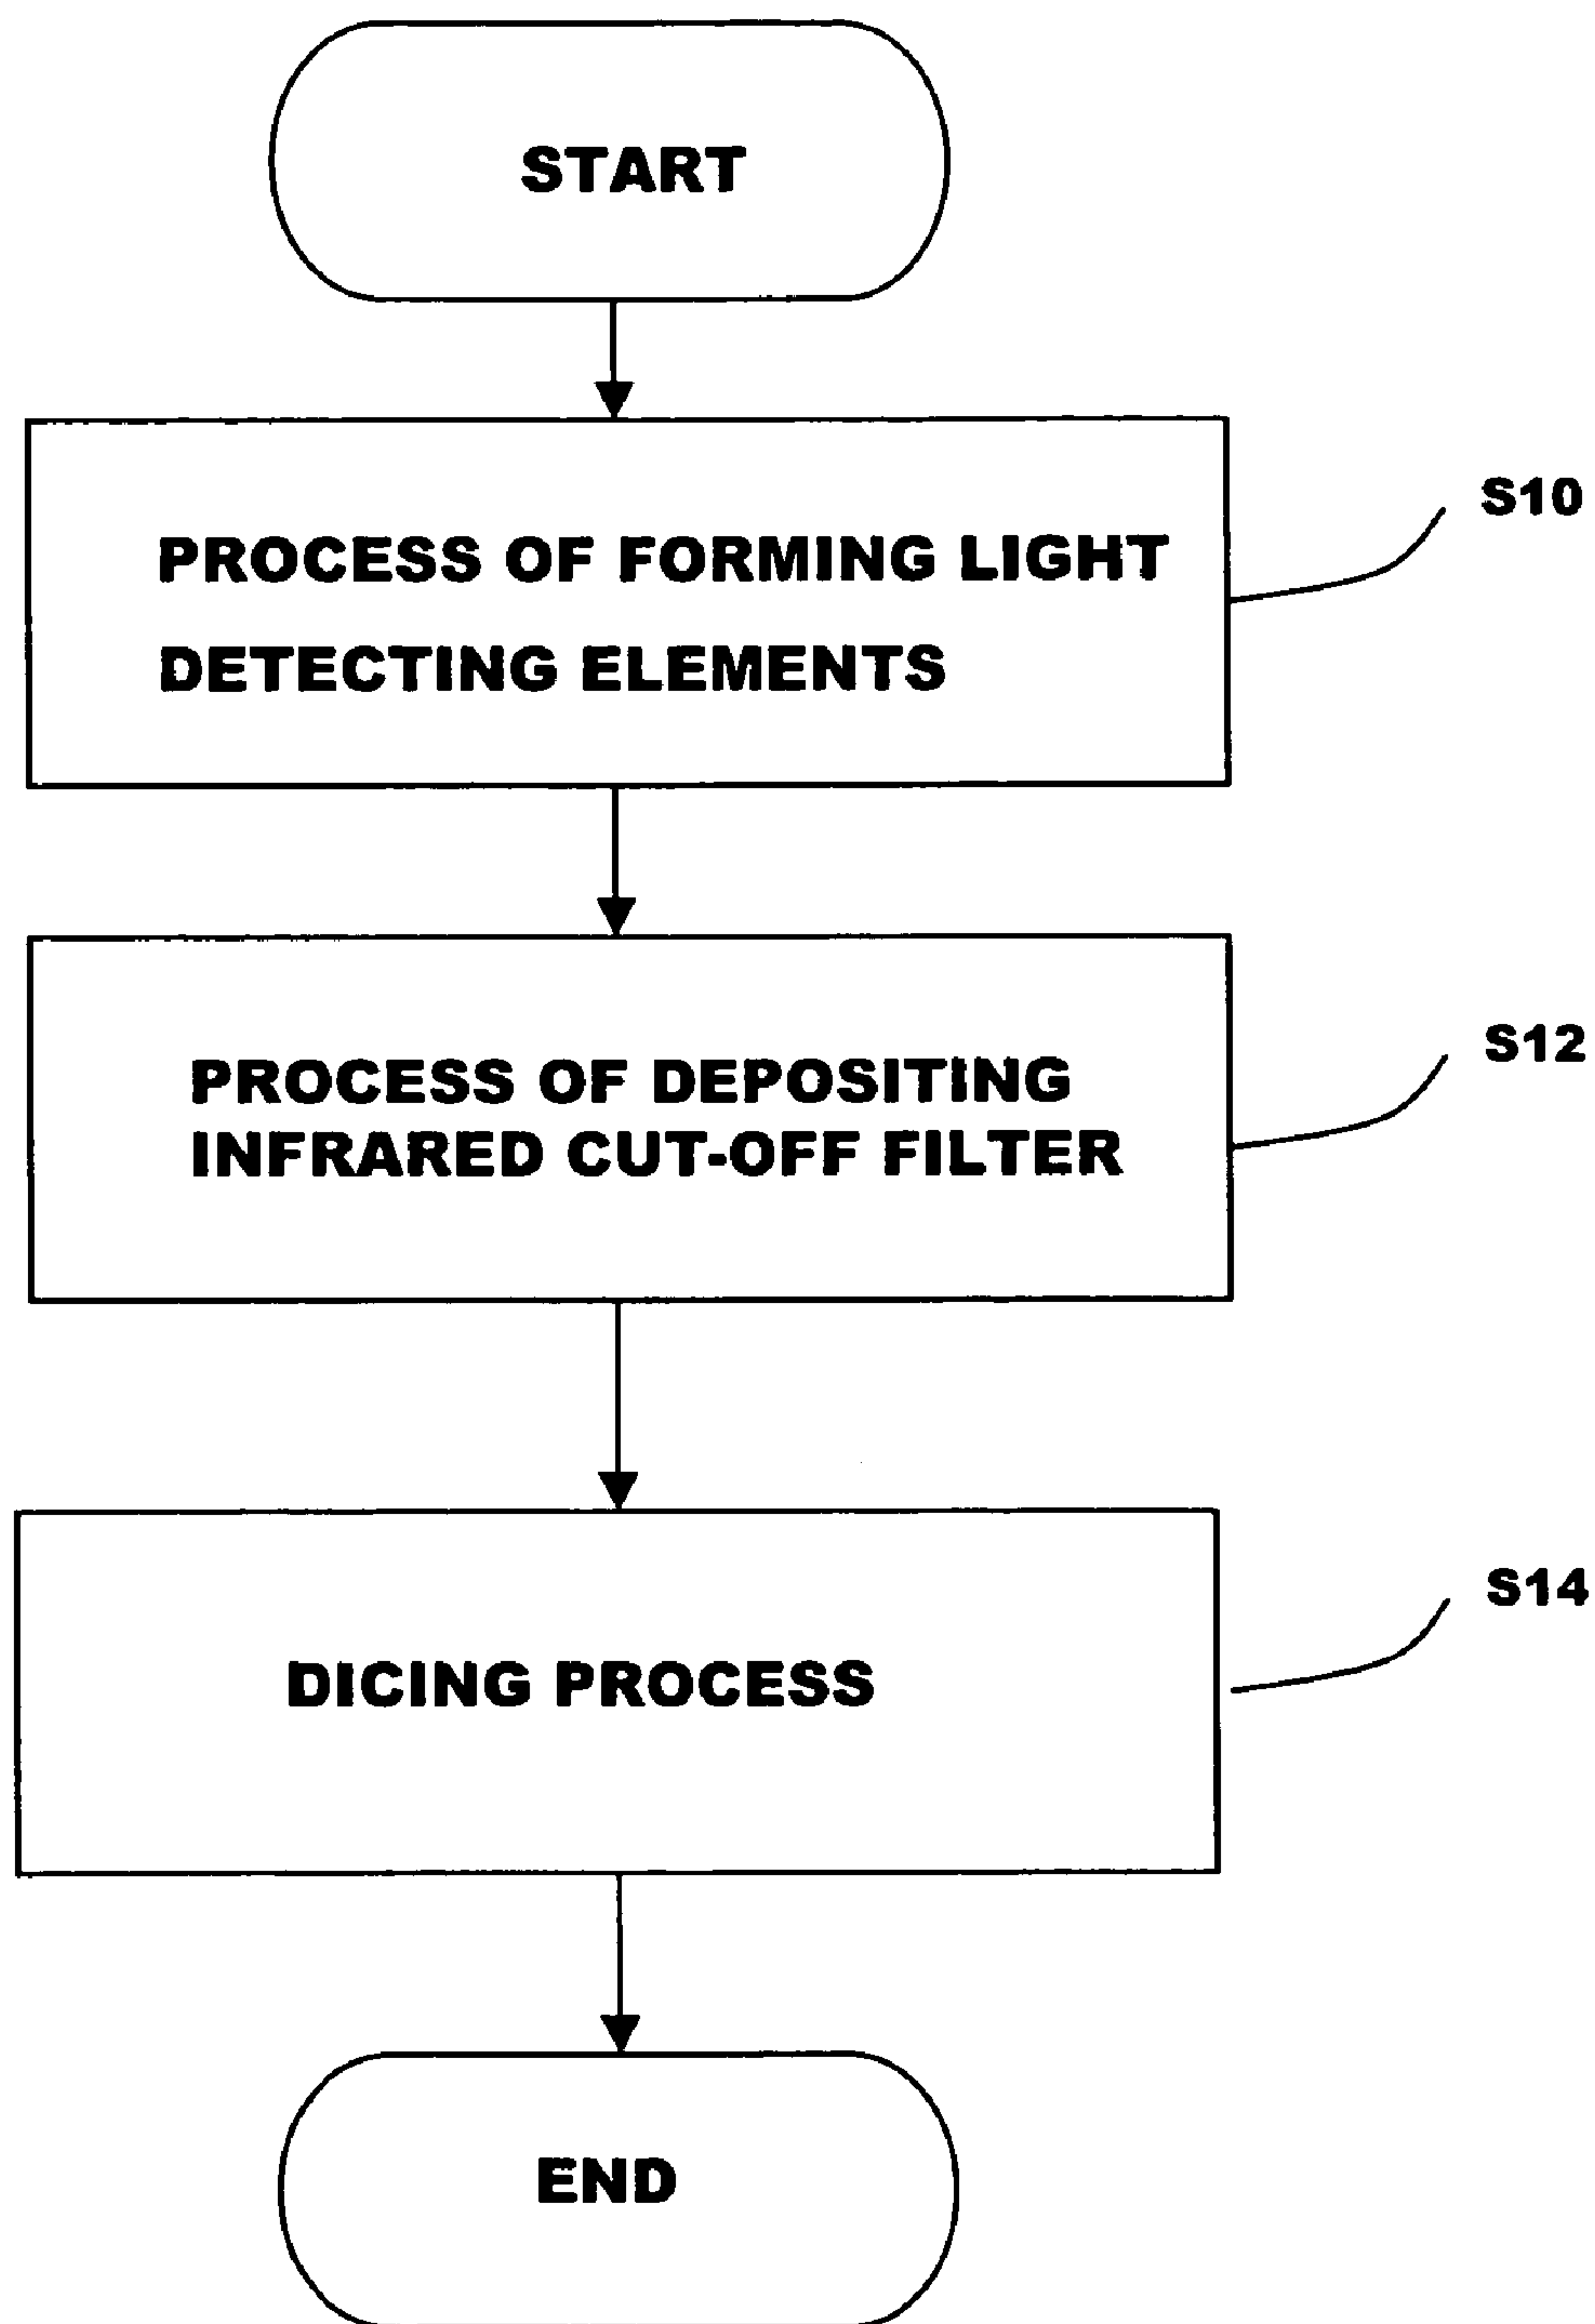 START
S10
PROCESS OF FORMING LIGHT
DETECTING ELEMENTS
S12
PROCESS OF DEPOSITING
INFRARED CUT-OFF FILTER
S14
DICING PROCESS
END